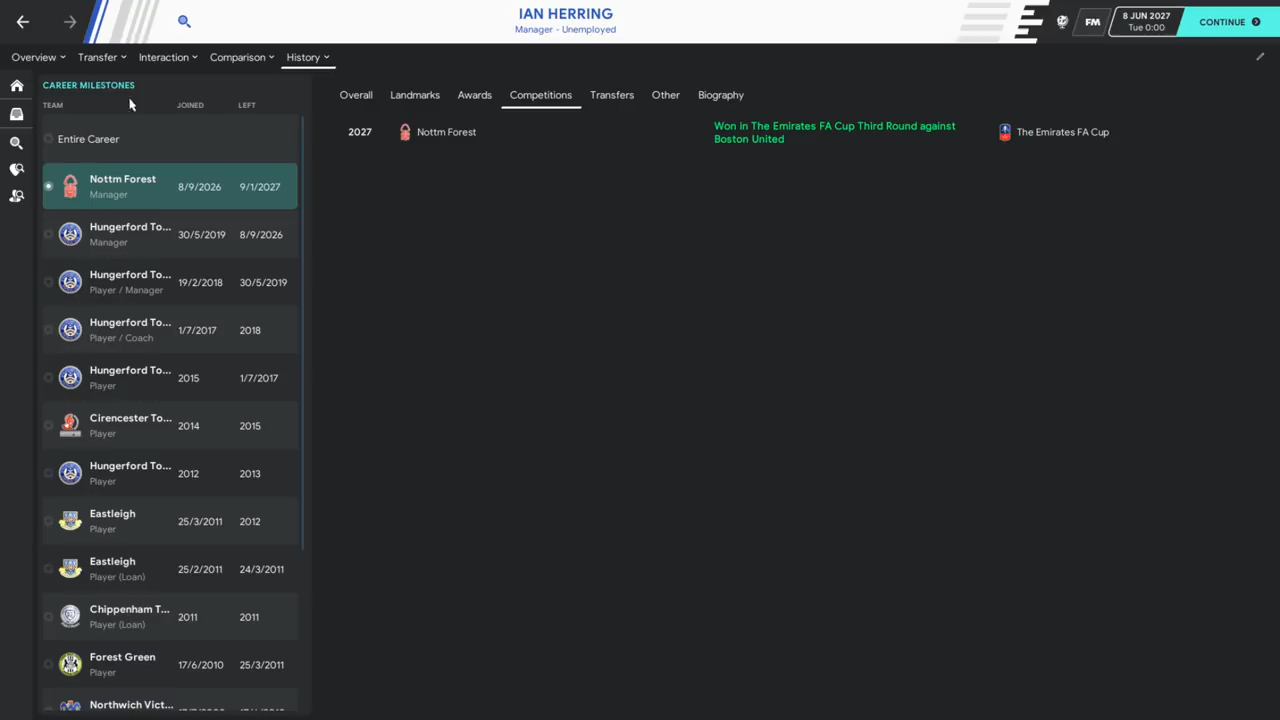 IAN HERRING
Manager - Unemployed
FM
8 JUN 2027
Tue 0:00
CONTINUE
Overview
Transfer
Interaction
Comparison
History
CAREER MILESTONES
TEAM JOINED LEFT
Entire Career
Nottm Forest
Manager
8/9/2026 9/1/2027
Hungerford To...
Manager
30/5/2019 8/9/2026
Hungerford To...
Player / Manager
19/2/2018 30/5/2019
Hungerford To...
Player / Coach
1/7/2017 2018
Hungerford To...
Player
2015 1/7/2017
Cirencester To...
Player
2014 2015
Hungerford To...
Player
2012 2013
Eastleigh
Player
25/3/2011 2012
Eastleigh
Player (Loan)
25/2/2011 24/3/2011
Chippenham T...
Player (Loan)
2011 2011
Forest Green
Player
17/6/2010 25/3/2011
Northwich Vict...
Overall
Landmarks
Awards
Competitions
Transfers
Other
Biography
2027
Nottm Forest
Won in The Emirates FA Cup Third Round against
Boston United
The Emirates FA Cup